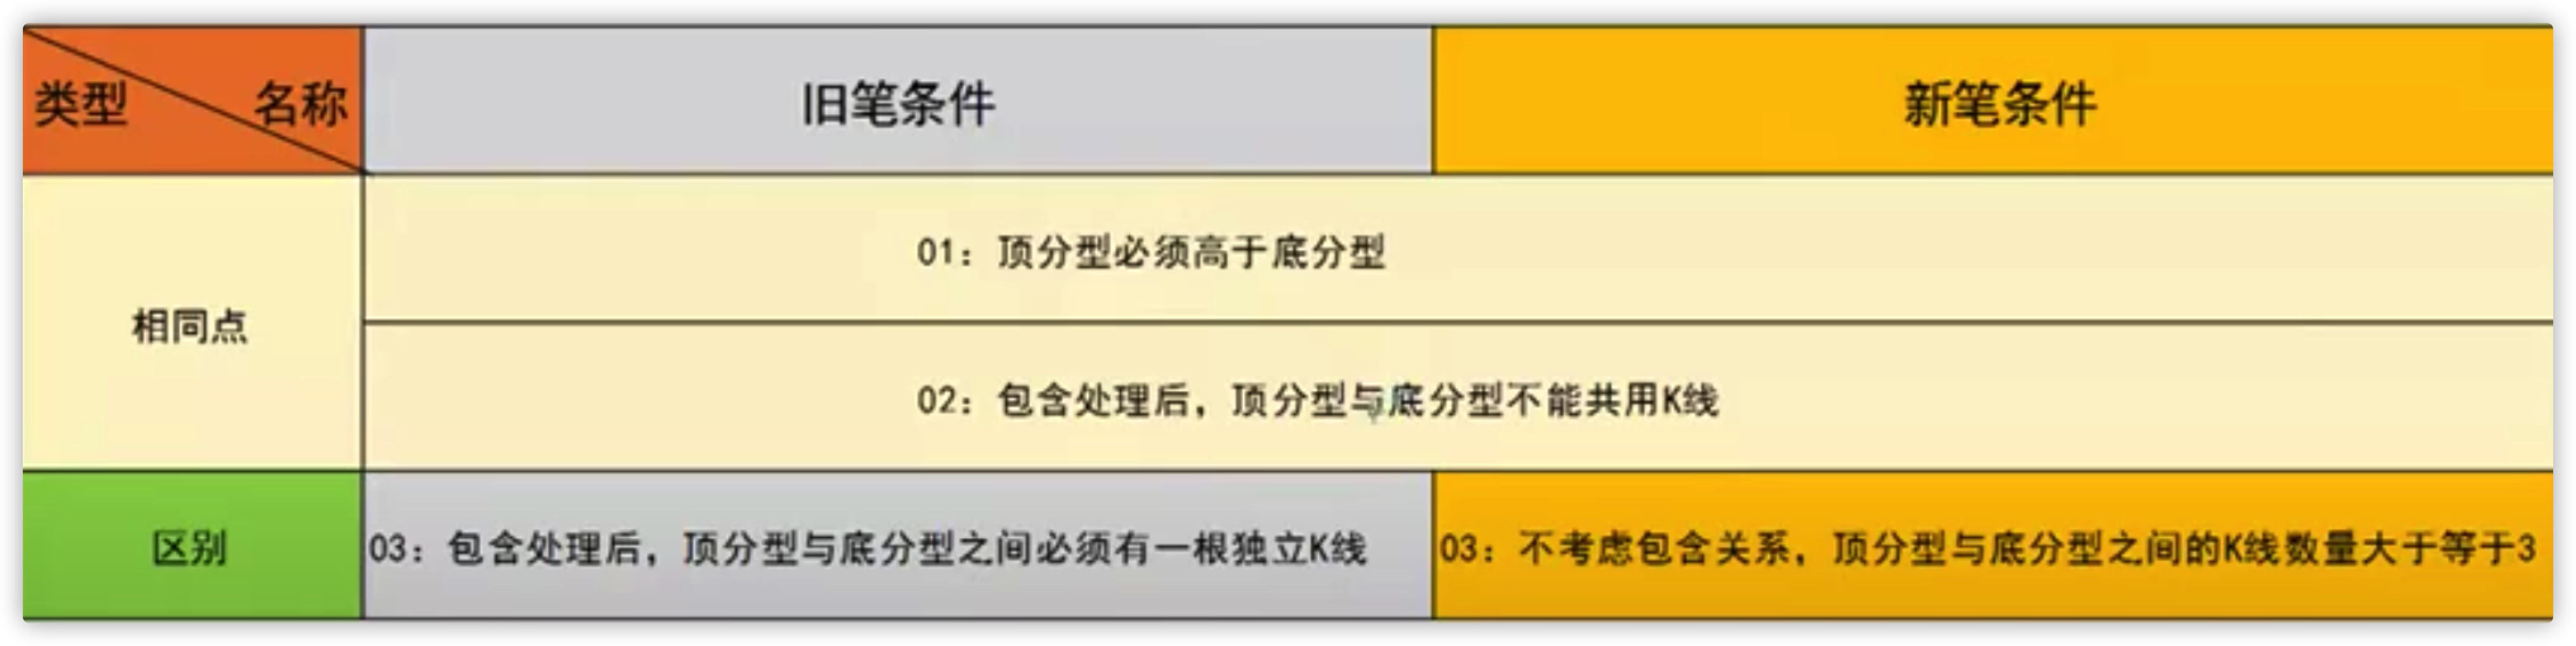 类型 名称
旧笔条件
新笔条件
相同点
01：顶分型必须高于底分型
02：包含处理后，顶分型与底分型不能共用K线
区别
03：包含处理后，顶分型与底分型之间必须有一根独立K线
03：不考虑包含关系，顶分型与底分型之间的K线数量大于等于3